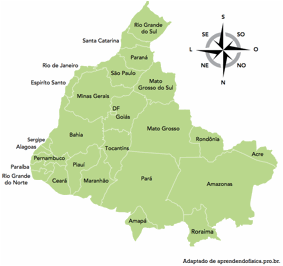 Rio Grande
do Sul
S
SE SO
L O
NE NO
N
Santa Catarina
Paraná
Rio de Janeiro
São Paulo
Espírito Santo
Mato
Grosso do Sul
Minas Gerais
DF
Goiás
Bahia
Mato Grosso
Rondônia
Sergipe
Alagoas
Tocantins
Acre
Pernambuco
Paraíba
Piauí
Rio Grande
do Norte
Ceará
Maranhão
Pará
Amazonas
Amapá
Roraima
Adaptado de aprendendofisica.pro.br.